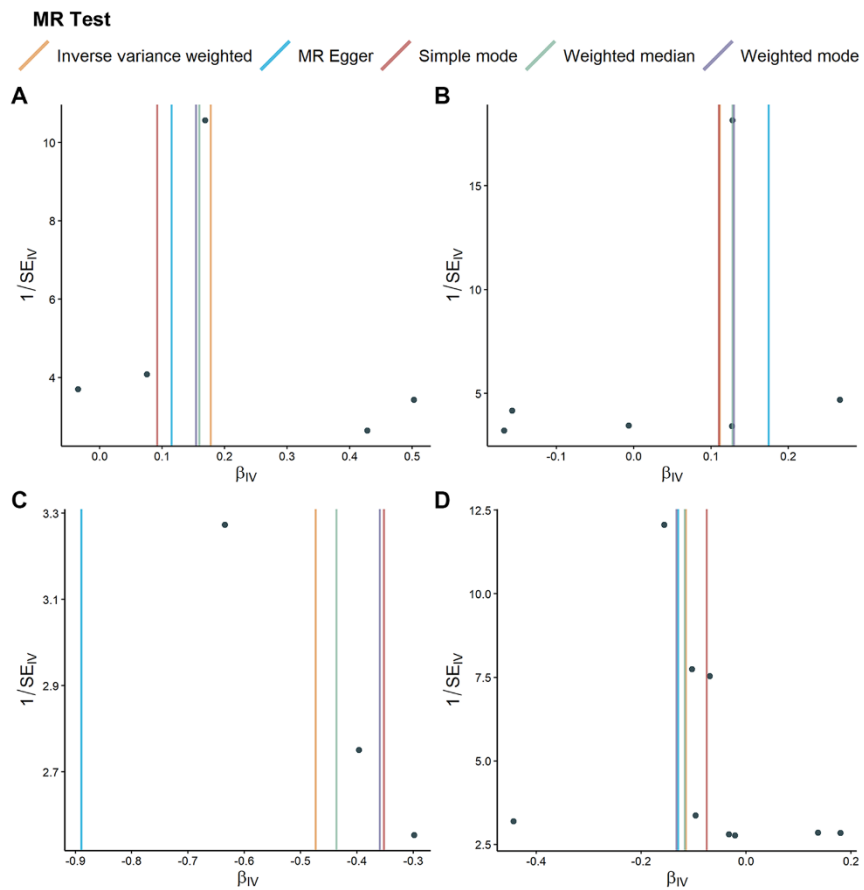 MR Test
Inverse variance weighted MR Egger Simple mode Weighted median Weighted mode
A
10
8
6
4
1/SE_IV
0.0 0.1 0.2 0.3 0.4 0.5
β_IV
B
15
10
5
1/SE_IV
-0.1 0.0 0.1 0.2
β_IV
C
3.3
3.1
2.9
2.7
1/SE_IV
-0.9 -0.8 -0.7 -0.6 -0.5 -0.4 -0.3
β_IV
D
12.5
10.0
7.5
5.0
2.5
1/SE_IV
-0.4 -0.2 0.0 0.2
β_IV